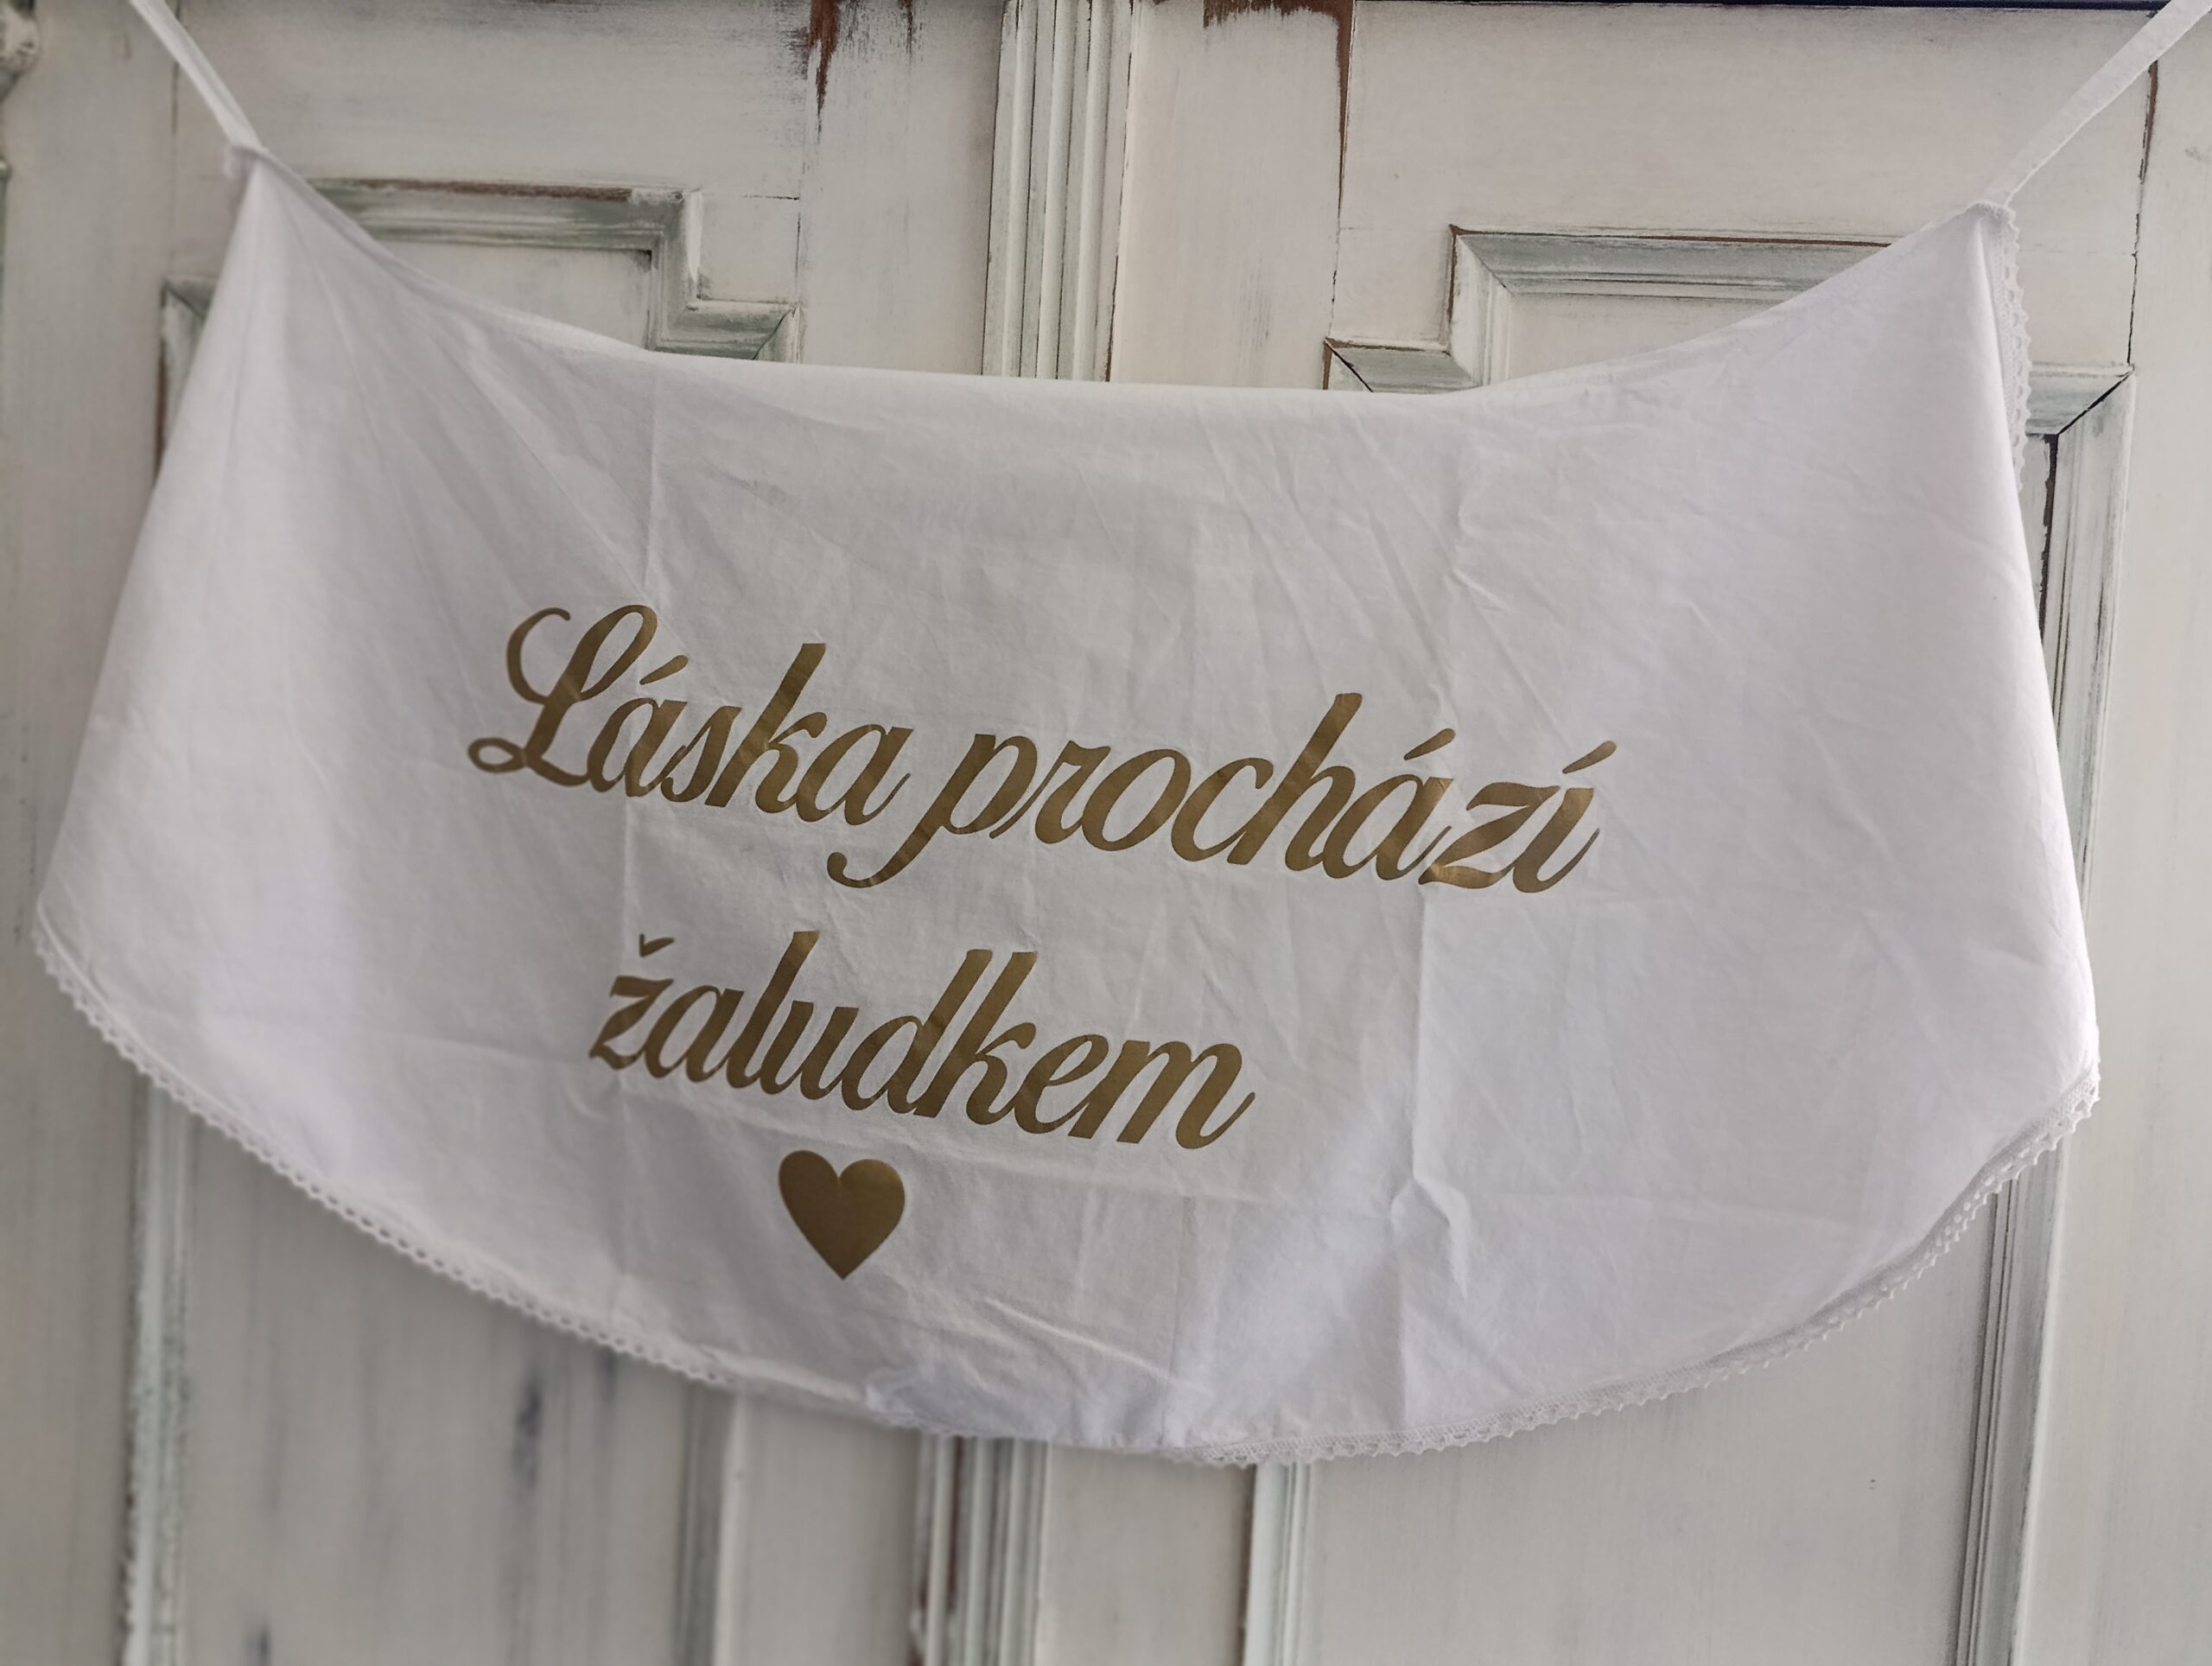 Láska prochází
žaludkem